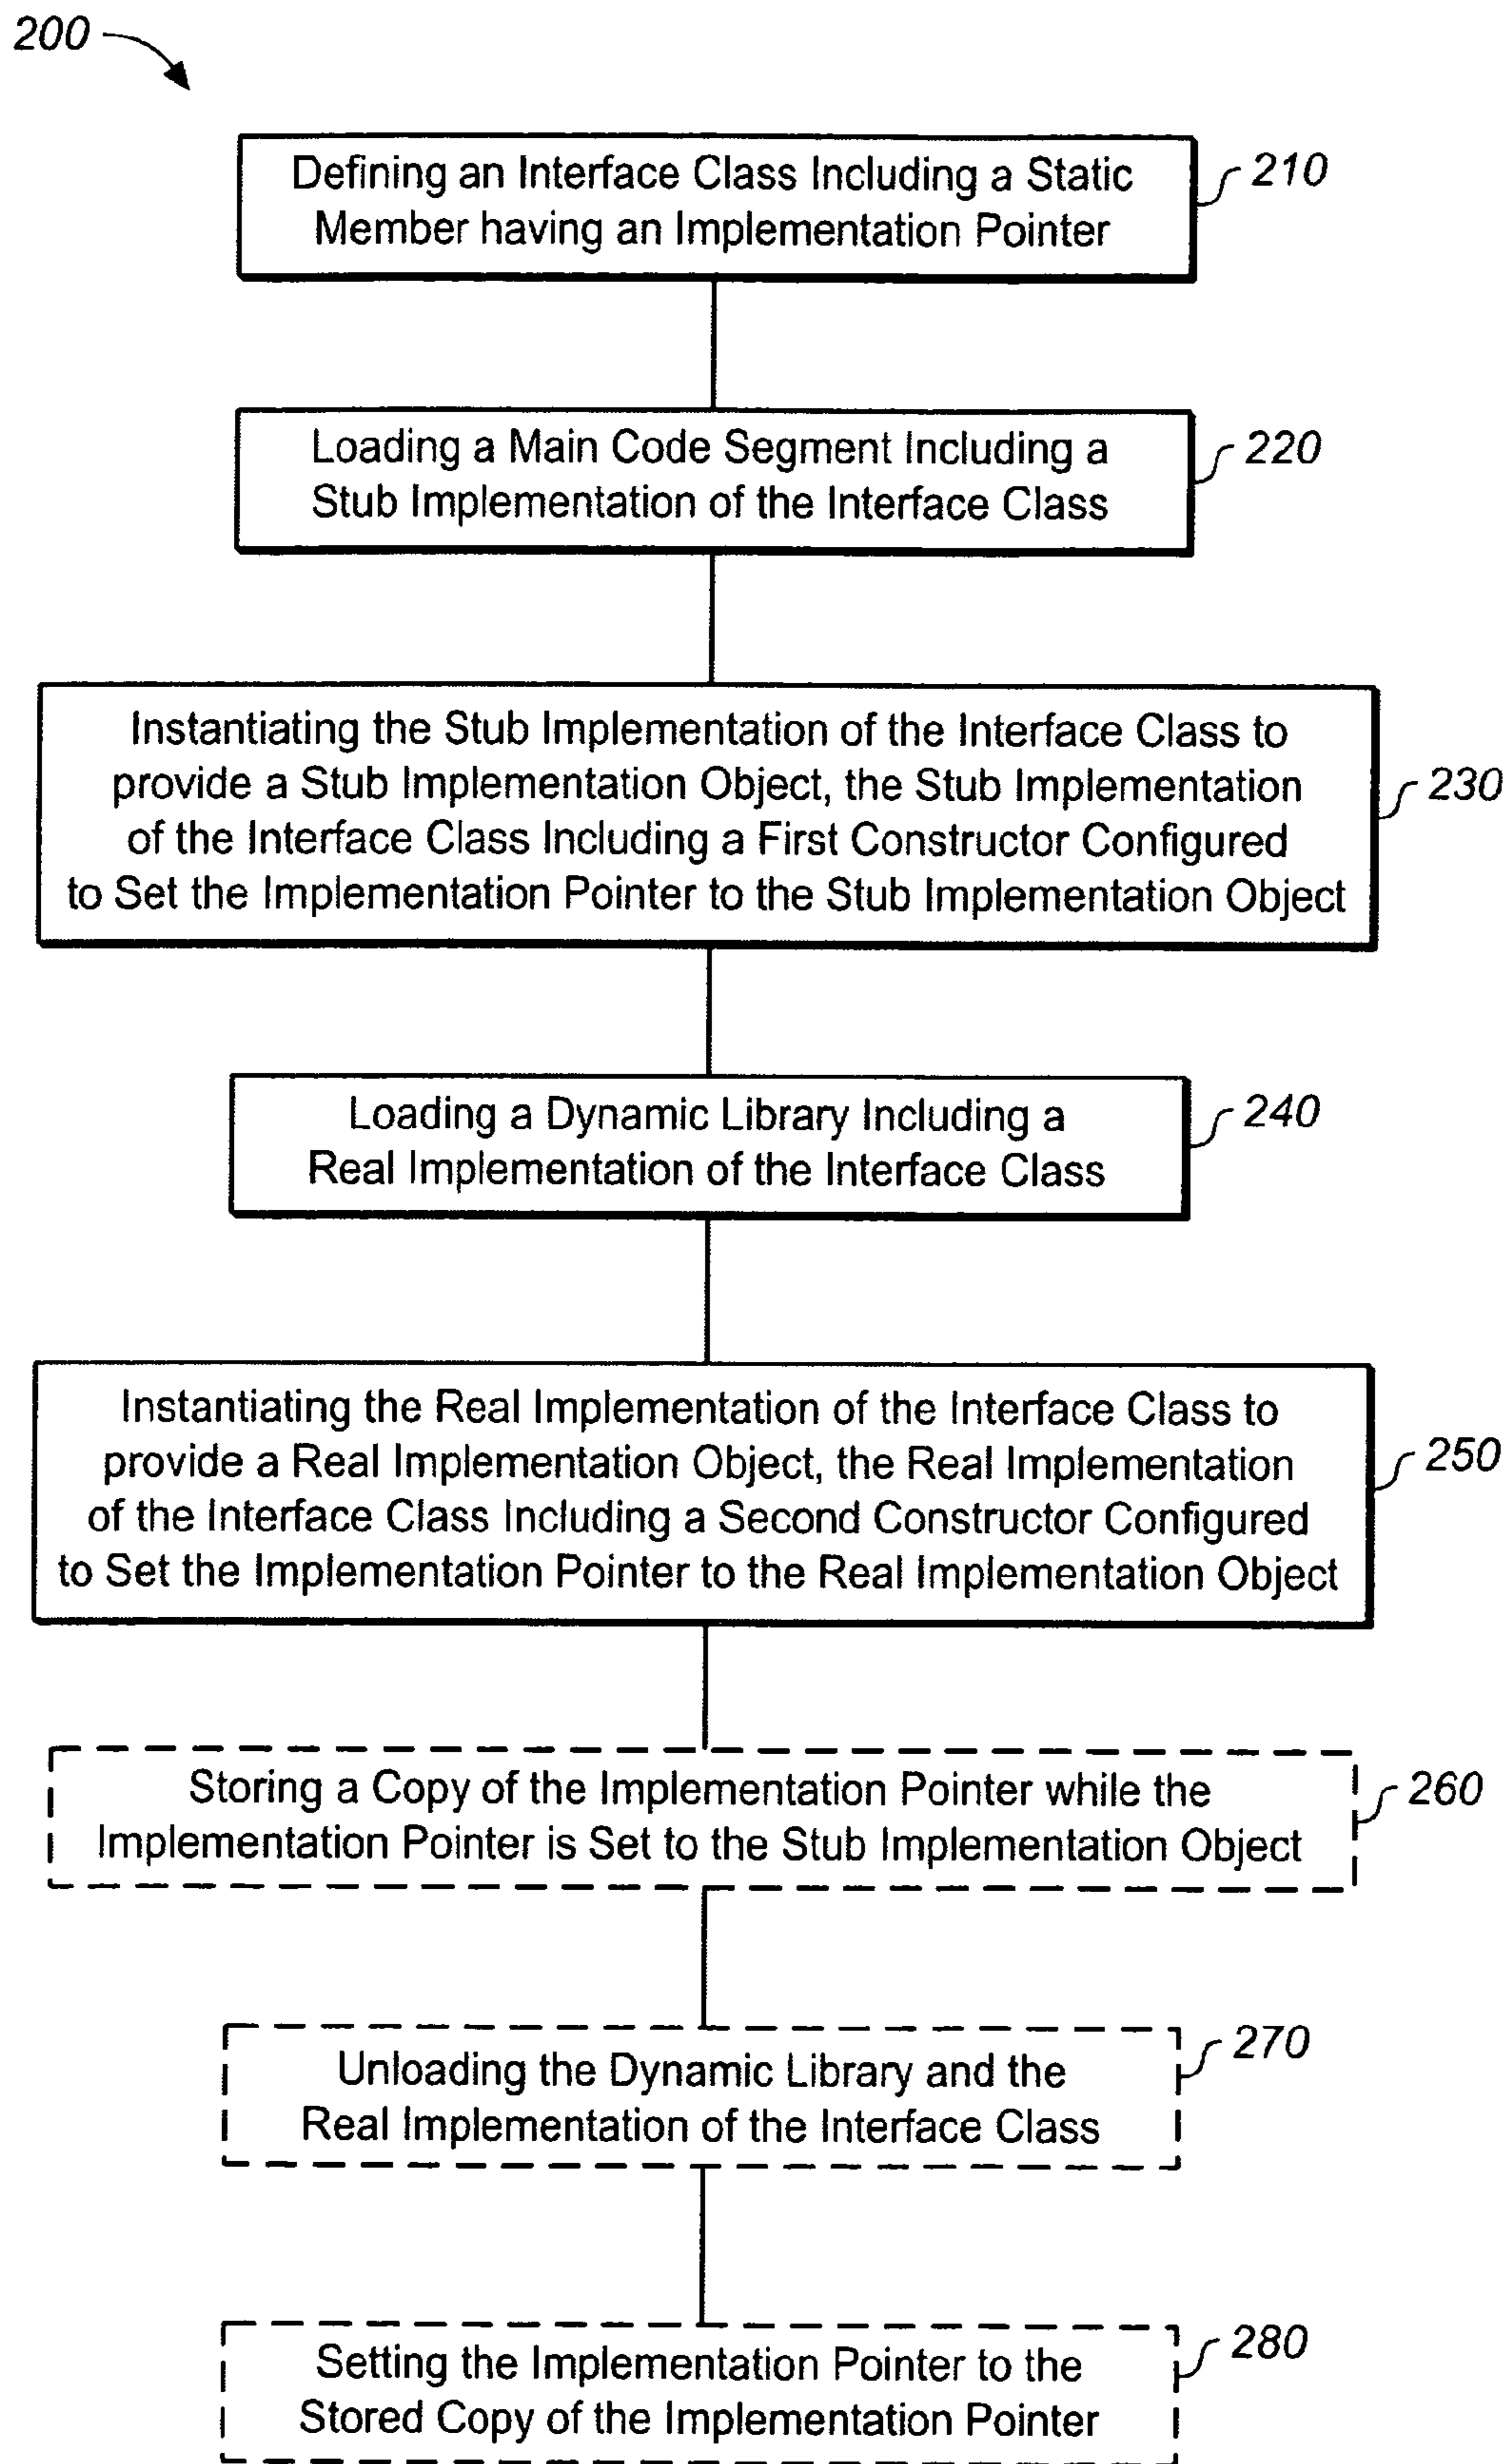 200
Defining an Interface Class Including a Static
Member having an Implementation Pointer
210
Loading a Main Code Segment Including a
Stub Implementation of the Interface Class
220
Instantiating the Stub Implementation of the Interface Class to
provide a Stub Implementation Object, the Stub Implementation
of the Interface Class Including a First Constructor Configured
to Set the Implementation Pointer to the Stub Implementation Object
230
Loading a Dynamic Library Including a
Real Implementation of the Interface Class
240
Instantiating the Real Implementation of the Interface Class to
provide a Real Implementation Object, the Real Implementation
of the Interface Class Including a Second Constructor Configured
to Set the Implementation Pointer to the Real Implementation Object
250
Storing a Copy of the Implementation Pointer while the
Implementation Pointer is Set to the Stub Implementation Object
260
Unloading the Dynamic Library and the
Real Implementation of the Interface Class
270
Setting the Implementation Pointer to the
Stored Copy of the Implementation Pointer
280